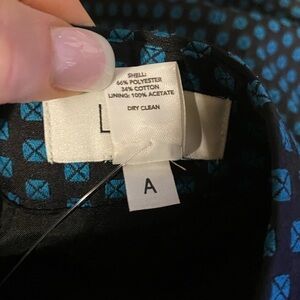 SHELL:
66% POLYESTER
34% COTTON
LINING: 100% ACETATE
DRY CLEAN
L
A